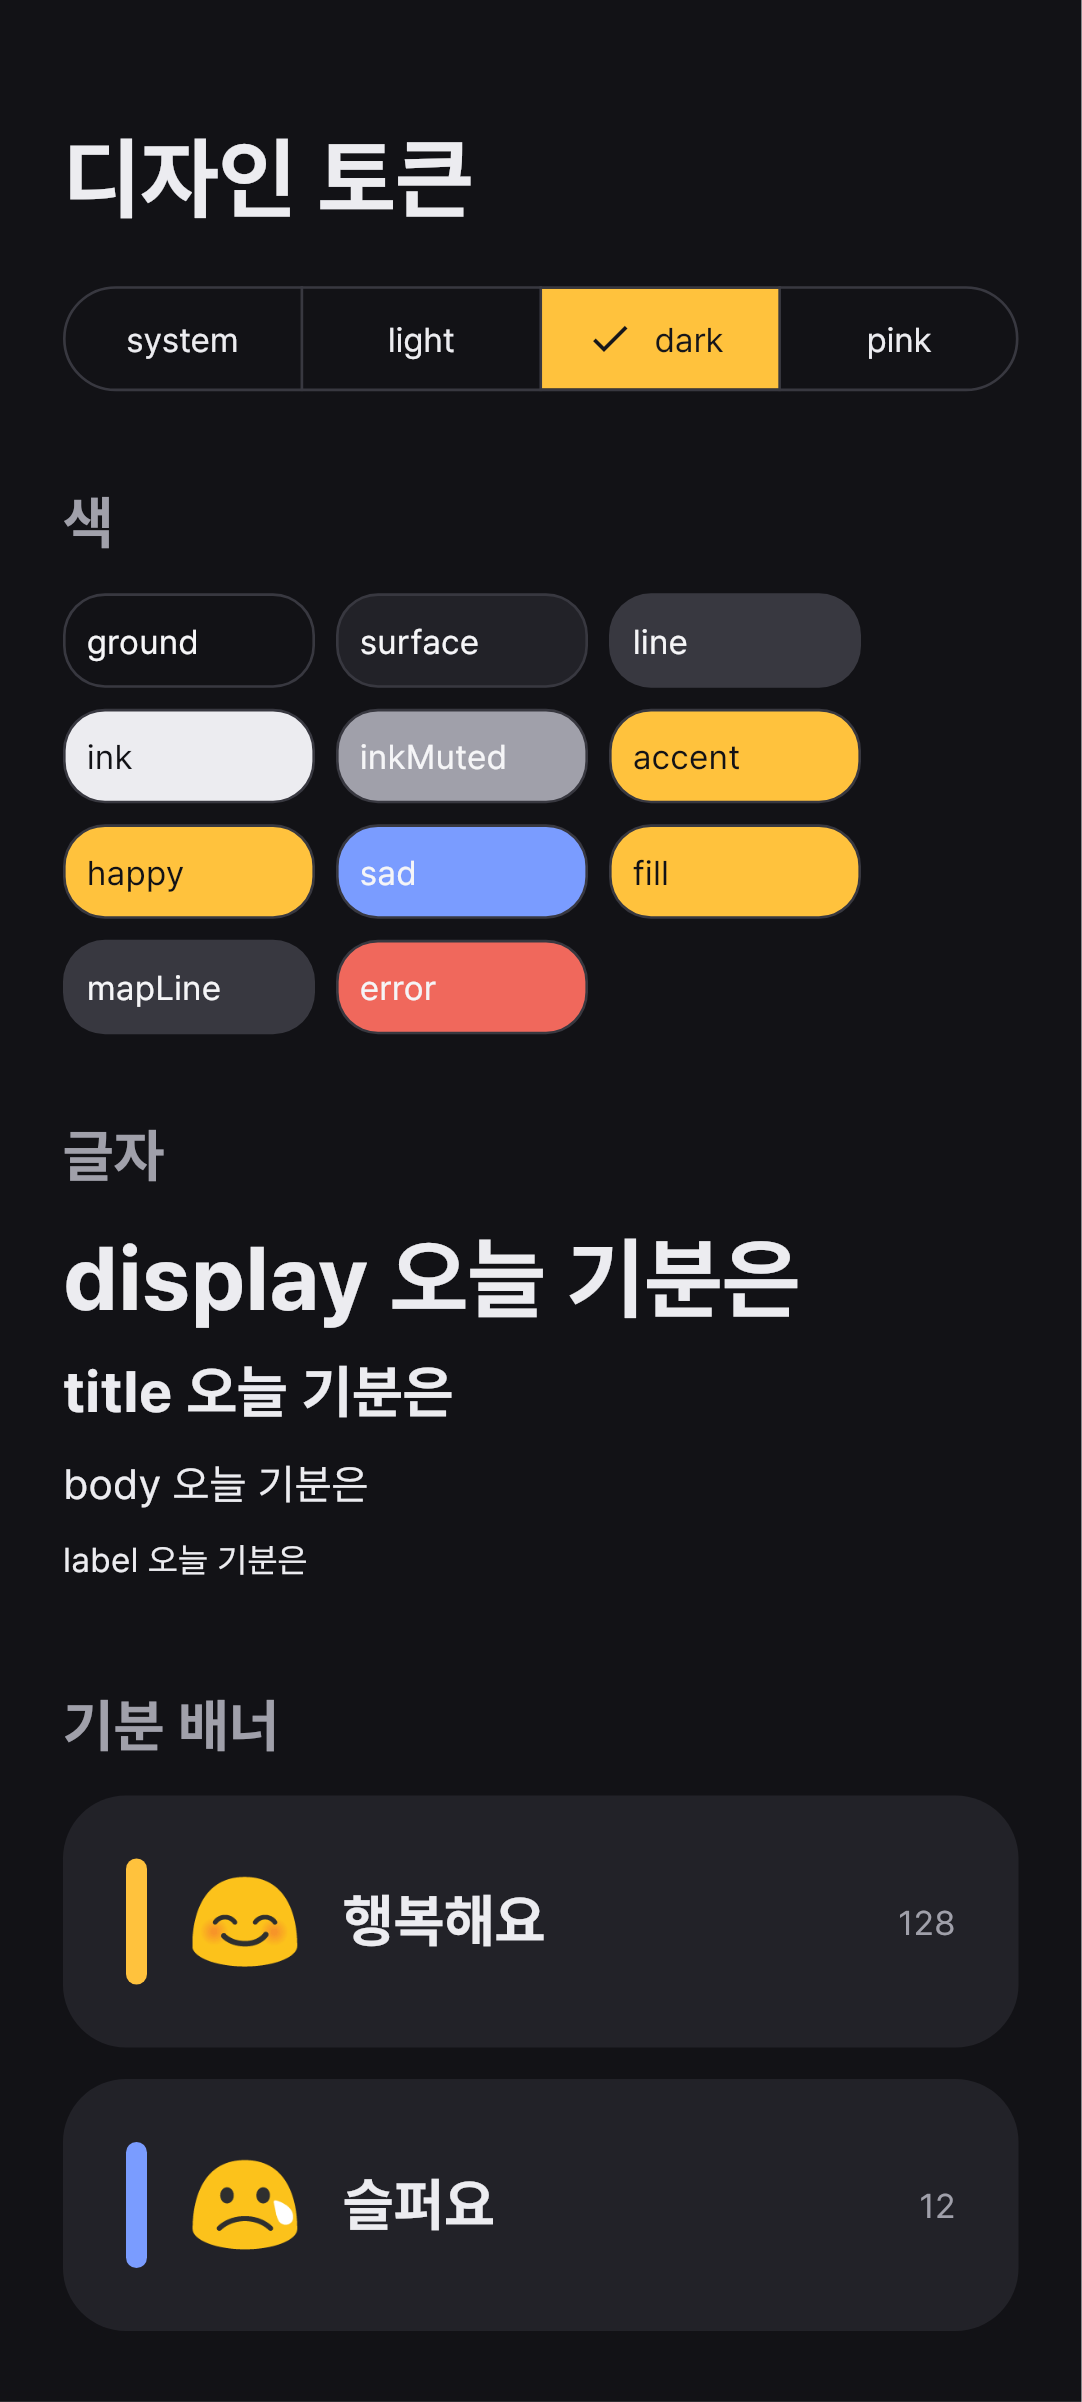 디자인 토큰
system light dark pink
색
ground surface line
ink inkMuted accent
happy sad fill
mapLine error
글자
display 오늘 기분은
title 오늘 기분은
body 오늘 기분은
label 오늘 기분은
기분 배너
행복해요 128
슬퍼요 12